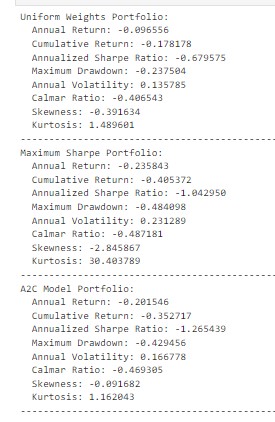 Uniform Weights Portfolio:
Annual Return: -0.096556
Cumulative Return: -0.178178
Annualized Sharpe Ratio: -0.679575
Maximum Drawdown: -0.237504
Annual Volatility: 0.135785
Calmar Ratio: -0.406543
Skewness: -0.391634
Kurtosis: 1.489601
----------------------------------------
Maximum Sharpe Portfolio:
Annual Return: -0.235843
Cumulative Return: -0.405372
Annualized Sharpe Ratio: -1.042950
Maximum Drawdown: -0.484098
Annual Volatility: 0.231289
Calmar Ratio: -0.487181
Skewness: -2.845867
Kurtosis: 30.403789
----------------------------------------
A2C Model Portfolio:
Annual Return: -0.201546
Cumulative Return: -0.352717
Annualized Sharpe Ratio: -1.265439
Maximum Drawdown: -0.429456
Annual Volatility: 0.166778
Calmar Ratio: -0.469305
Skewness: -0.091682
Kurtosis: 1.162043
----------------------------------------